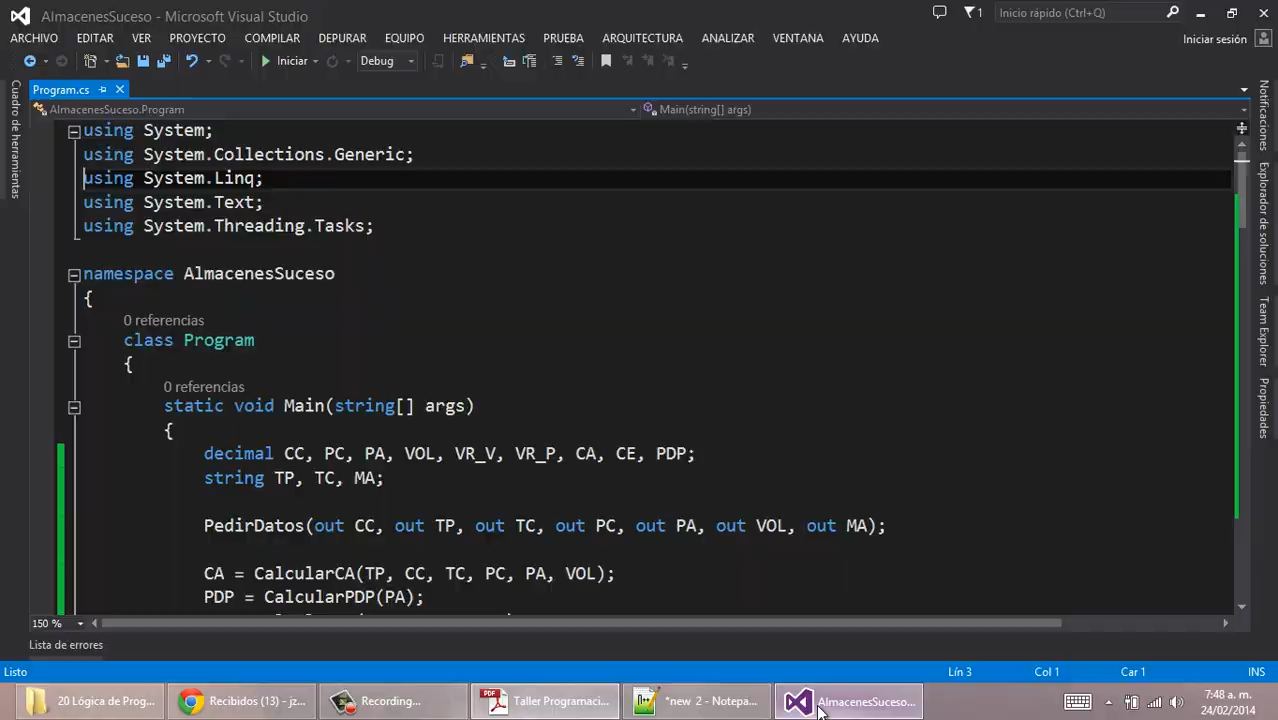 AlmacenesSuceso - Microsoft Visual Studio
1
Inicio rápido (Ctrl+Q)
ARCHIVO EDITAR VER PROYECTO COMPILAR DEPURAR EQUIPO HERRAMIENTAS PRUEBA ARQUITECTURA ANALIZAR VENTANA AYUDA
Iniciar sesión
Iniciar Debug
Program.cs
AlmacenesSuceso.Program
Main(string[] args)
Cuadro de herramientas
Notificaciones
Explorador de soluciones
Team Explorer
Propiedades
using System;
using System.Collections.Generic;
using System.Linq;
using System.Text;
using System.Threading.Tasks;
namespace AlmacenesSuceso
{
0 referencias
class Program
{
0 referencias
static void Main(string[] args)
{
decimal CC, PC, PA, VOL, VR_V, VR_P, CA, CE, PDP;
string TP, TC, MA;
PedirDatos(out CC, out TP, out TC, out PC, out PA, out VOL, out MA);
CA = CalcularCA(TP, CC, TC, PC, PA, VOL);
PDP = CalcularPDP(PA);
150 %
Lista de errores
Listo
Lín 3
Col 1
Car 1
INS
20 Lógica de Prog...
Recibidos (13) - jz...
Recording...
Taller Programaci...
*new 2 - Notepa...
AlmacenesSuceso...
7:48 a. m.
24/02/2014